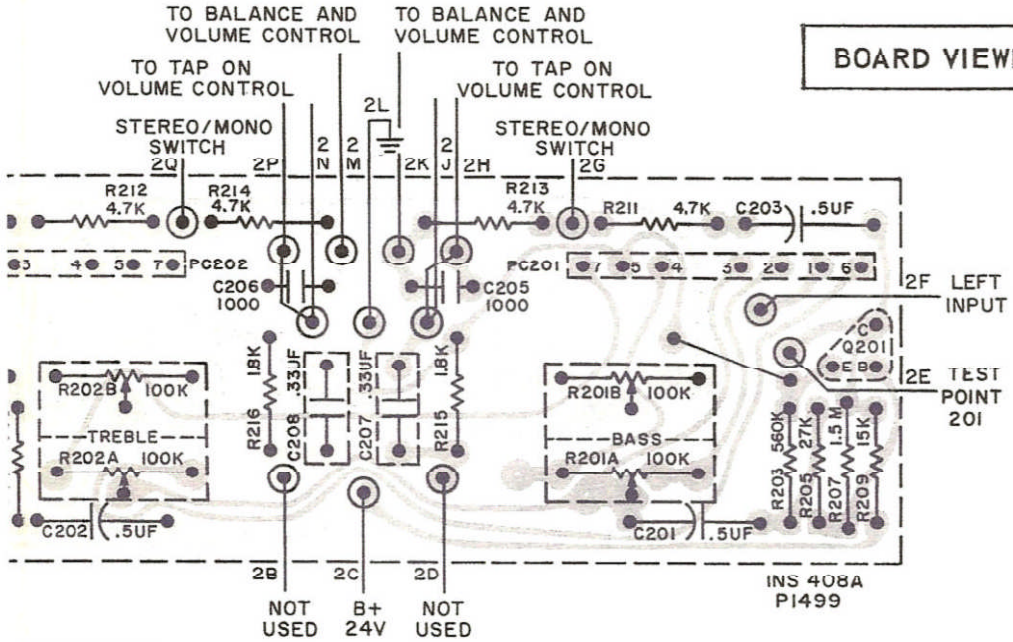 TO BALANCE AND
VOLUME CONTROL
TO BALANCE AND
VOLUME CONTROL
BOARD VIEW
TO TAP ON
VOLUME CONTROL
2L
TO TAP ON
VOLUME CONTROL
STEREO/MONO
SWITCH
STEREO/MONO
SWITCH
2Q
2P
2
N
2
M
2K
2
J
2H
2G
R212
4.7K
R214
4.7K
R213
4.7K
R211
4.7K
C203
.5UF
3
4
5
7
PC202
PC201
7
5
4
3
2
1
6
C206
1000
C205
1000
2F
LEFT
INPUT
C
Q201
E
B
2E
TEST
POINT
201
1.8K
R216
.33UF
C208
.33UF
C207
1.8K
R215
R202B
100K
TREBLE
R202A
100K
R201B
100K
BASS
R201A
100K
560K
R203
27K
R205
1.5M
R207
15K
R209
C202
.5UF
C201
.5UF
2B
2C
2D
NOT
USED
B+
24V
NOT
USED
INS 408A
P1499